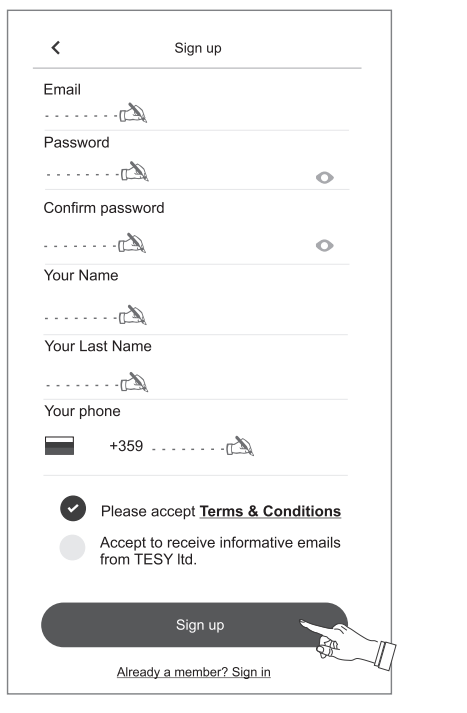 Sign up
Email
Password
Confirm password
Your Name
Your Last Name
Your phone
+359
Please accept Terms & Conditions
Accept to receive informative emails
from TESY ltd.
Sign up
Already a member? Sign in